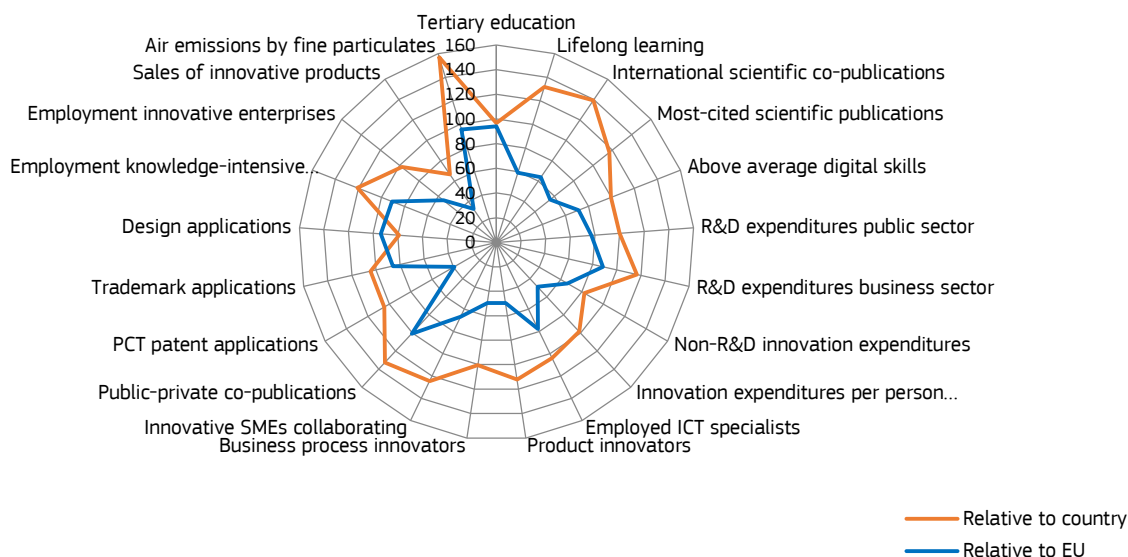 Tertiary education
Air emissions by fine particulates
160
Lifelong learning
Sales of innovative products
140
International scientific co-publications
Employment innovative enterprises
120
Most-cited scientific publications
100
Employment knowledge-intensive...
80
Above average digital skills
60
40
Design applications
20
R&D expenditures public sector
0
Trademark applications
R&D expenditures business sector
PCT patent applications
Non-R&D innovation expenditures
Public-private co-publications
Innovation expenditures per person...
Innovative SMEs collaborating
Employed ICT specialists
Business process innovators
Product innovators
Relative to country
Relative to EU